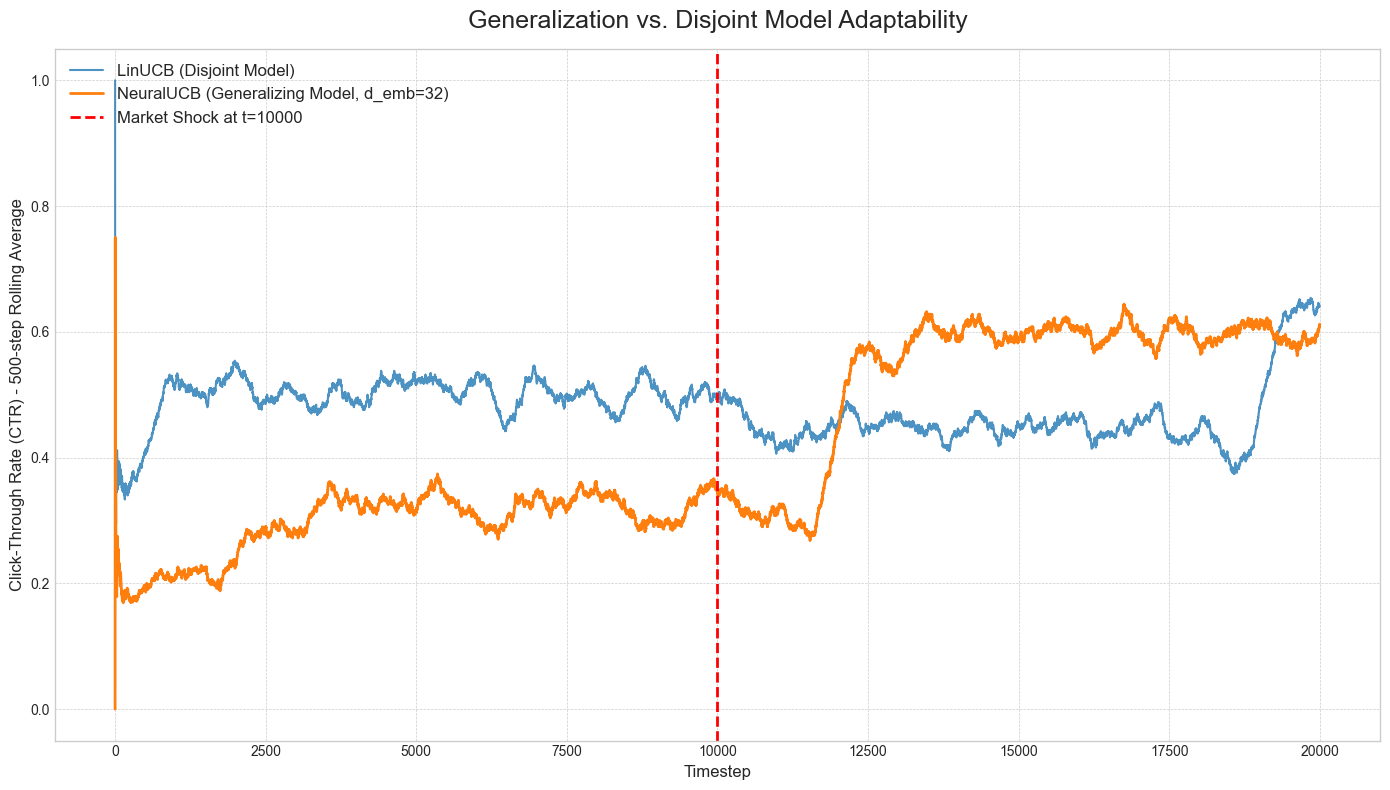 Generalization vs. Disjoint Model Adaptability
LinUCB (Disjoint Model)
NeuralUCB (Generalizing Model, d_emb=32)
Market Shock at t=10000
Click-Through Rate (CTR) - 500-step Rolling Average
1.0
0.8
0.6
0.4
0.2
0.0
0 2500 5000 7500 10000 12500 15000 17500 20000
Timestep